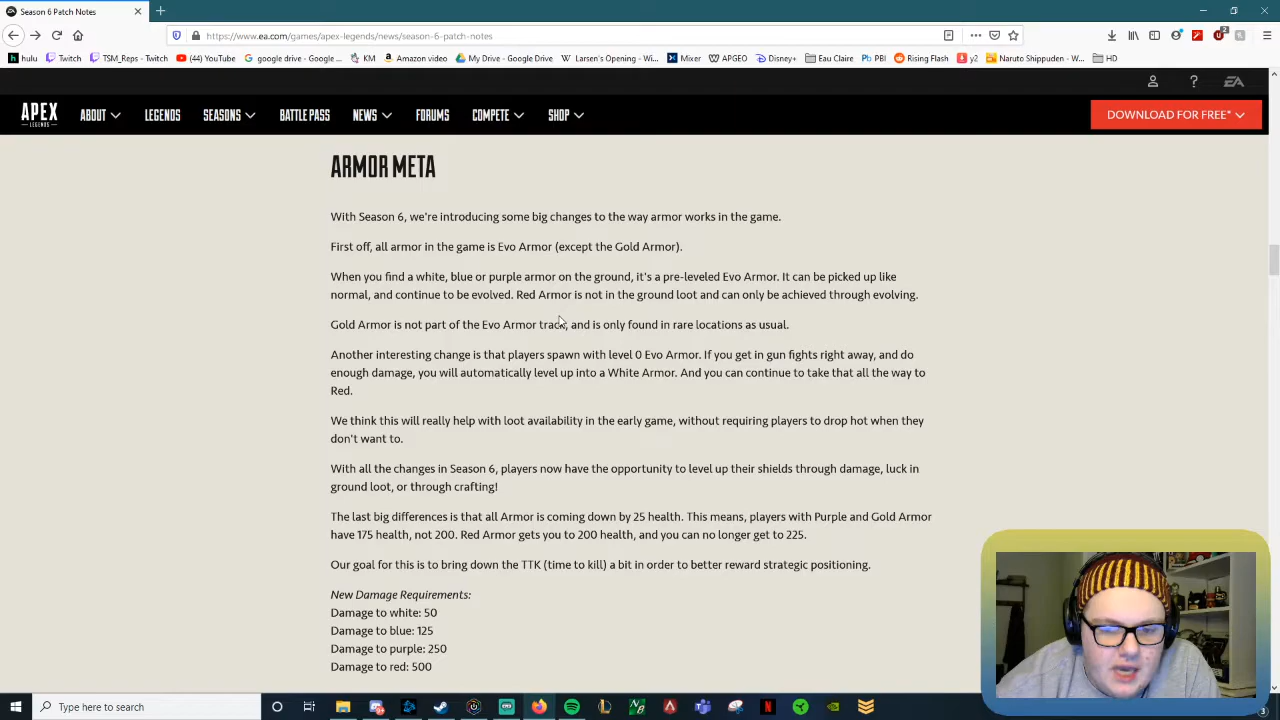 Season 6 Patch Notes
https://www.ea.com/games/apex-legends/news/season-6-patch-notes
hulu Twitch TSM_Reps - Twitch (44) YouTube google drive - Google ... KM Amazon video My Drive - Google Drive Larsen's Opening - Wi... Mixer APGEO Disney+ Eau Claire PBI Rising Flash y2 Naruto Shippuden - W... HD
EA
APEX LEGENDS ABOUT LEGENDS SEASONS BATTLE PASS NEWS FORUMS COMPETE SHOP DOWNLOAD FOR FREE*
ARMOR META
With Season 6, we're introducing some big changes to the way armor works in the game.
First off, all armor in the game is Evo Armor (except the Gold Armor).
When you find a white, blue or purple armor on the ground, it's a pre-leveled Evo Armor. It can be picked up like
normal, and continue to be evolved. Red Armor is not in the ground loot and can only be achieved through evolving.
Gold Armor is not part of the Evo Armor track, and is only found in rare locations as usual.
Another interesting change is that players spawn with level 0 Evo Armor. If you get in gun fights right away, and do
enough damage, you will automatically level up into a White Armor. And you can continue to take that all the way to
Red.
We think this will really help with loot availability in the early game, without requiring players to drop hot when they
don't want to.
With all the changes in Season 6, players now have the opportunity to level up their shields through damage, luck in
ground loot, or through crafting!
The last big differences is that all Armor is coming down by 25 health. This means, players with Purple and Gold Armor
have 175 health, not 200. Red Armor gets you to 200 health, and you can no longer get to 225.
Our goal for this is to bring down the TTK (time to kill) a bit in order to better reward strategic positioning.
New Damage Requirements:
Damage to white: 50
Damage to blue: 125
Damage to purple: 250
Damage to red: 500
Type here to search